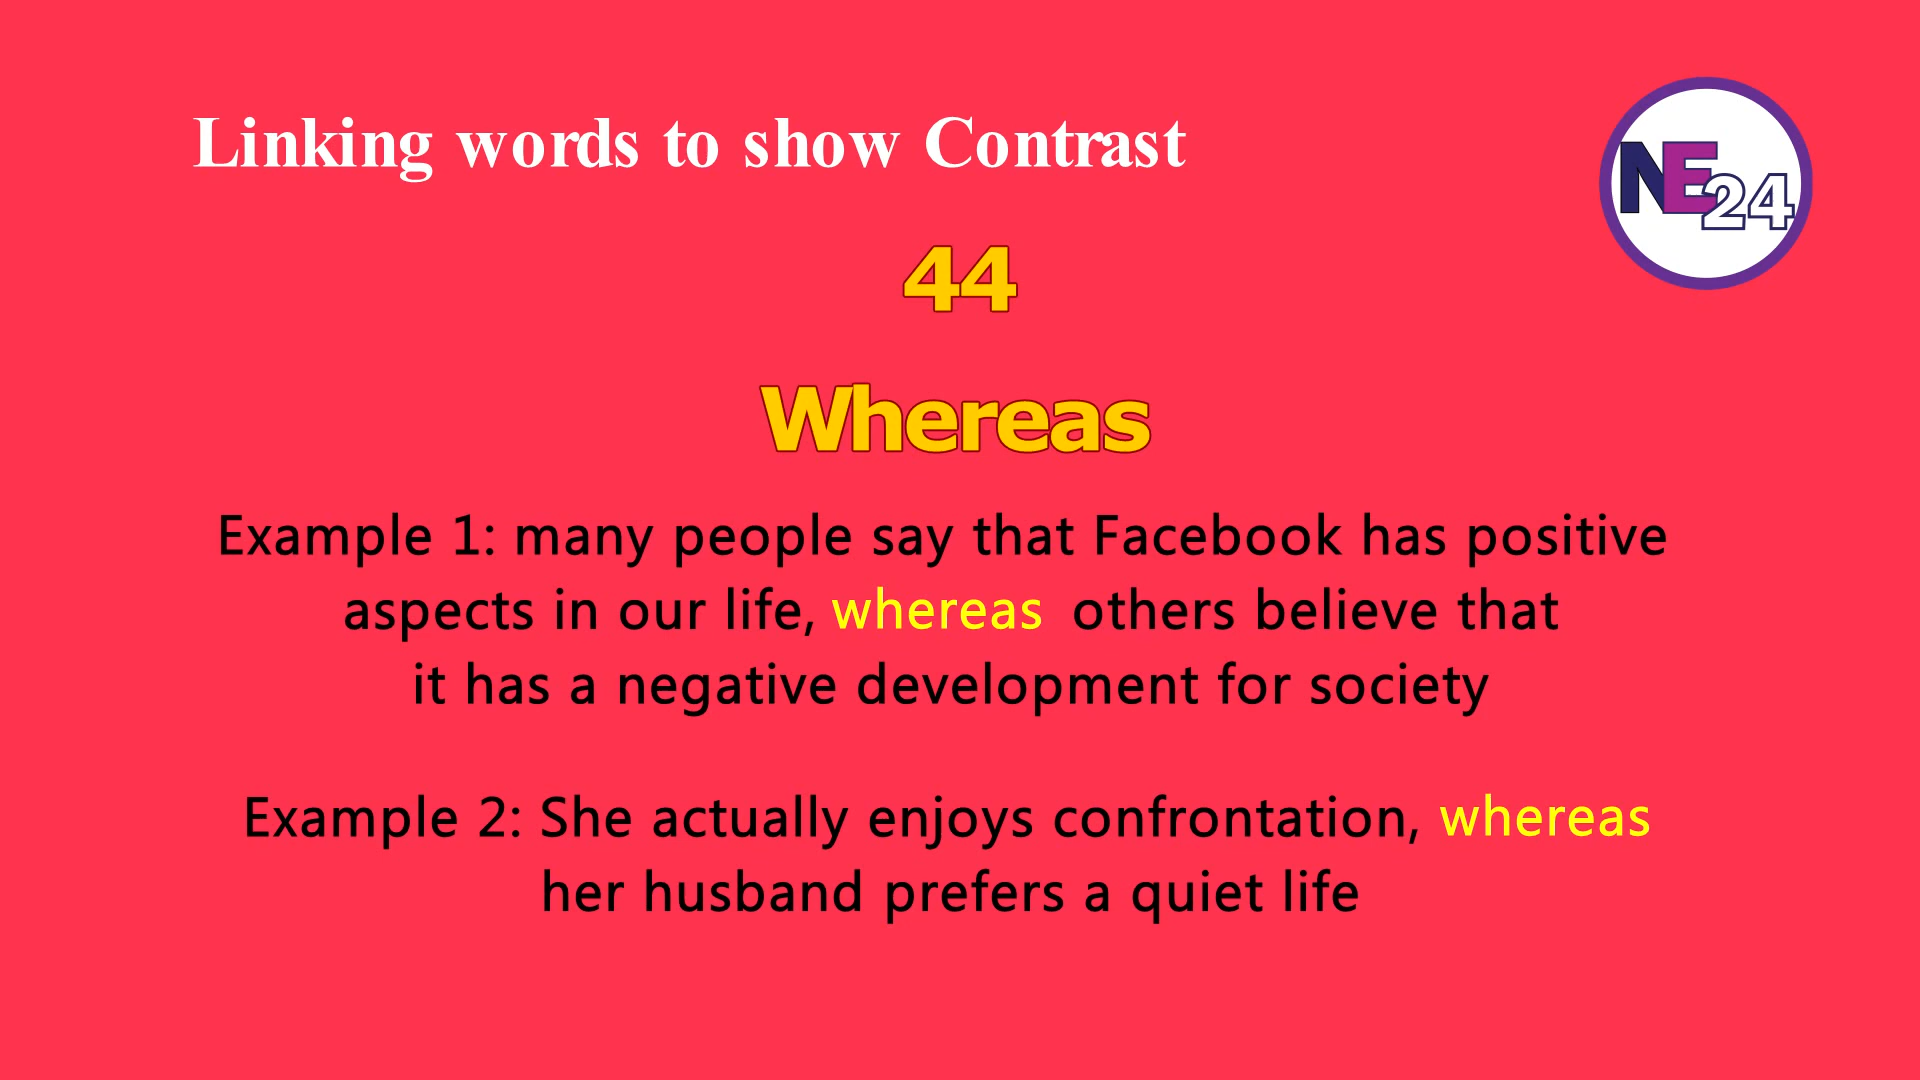 Linking words to show Contrast
NE24
44
Whereas
Example 1: many people say that Facebook has positive
aspects in our life, whereas others believe that
it has a negative development for society
Example 2: She actually enjoys confrontation, whereas
her husband prefers a quiet life